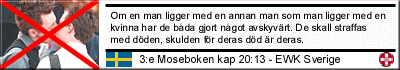 Om en man ligger med en annan man som man ligger med en
kvinna har de båda gjort något avskyvärt. De skall straffas
med döden, skulden för deras död är deras.
3:e Moseboken kap 20:13 - EWK Sverige